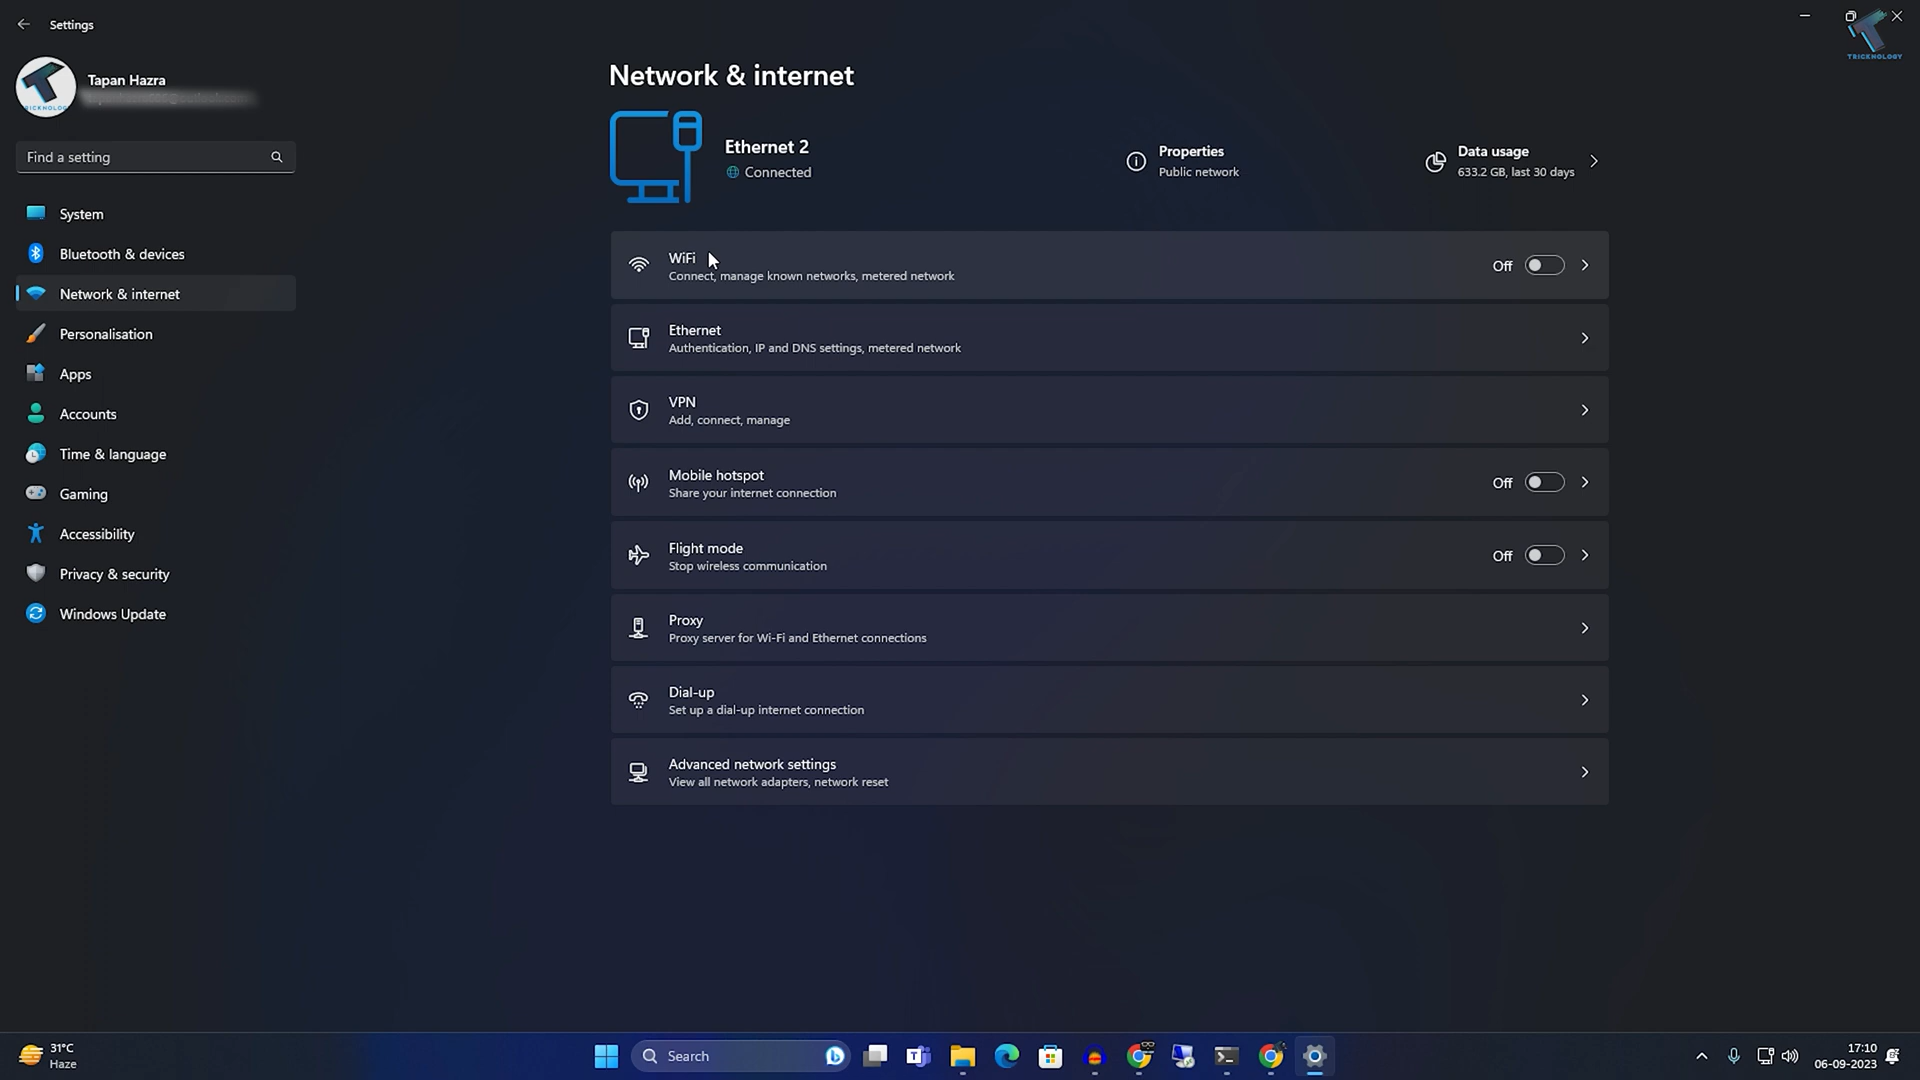 Settings
TRICKNOLOGY
Tapan Hazra
Find a setting
System
Bluetooth & devices
Network & internet
Personalisation
Apps
Accounts
Time & language
Gaming
Accessibility
Privacy & security
Windows Update
Network & internet
Ethernet 2
Connected
Properties
Public network
Data usage
633.2 GB, last 30 days
WiFi
Connect, manage known networks, metered network
Off
Ethernet
Authentication, IP and DNS settings, metered network
VPN
Add, connect, manage
Mobile hotspot
Share your internet connection
Off
Flight mode
Stop wireless communication
Off
Proxy
Proxy server for Wi-Fi and Ethernet connections
Dial-up
Set up a dial-up internet connection
Advanced network settings
View all network adapters, network reset
31°C
Haze
Search
17:10
06-09-2023